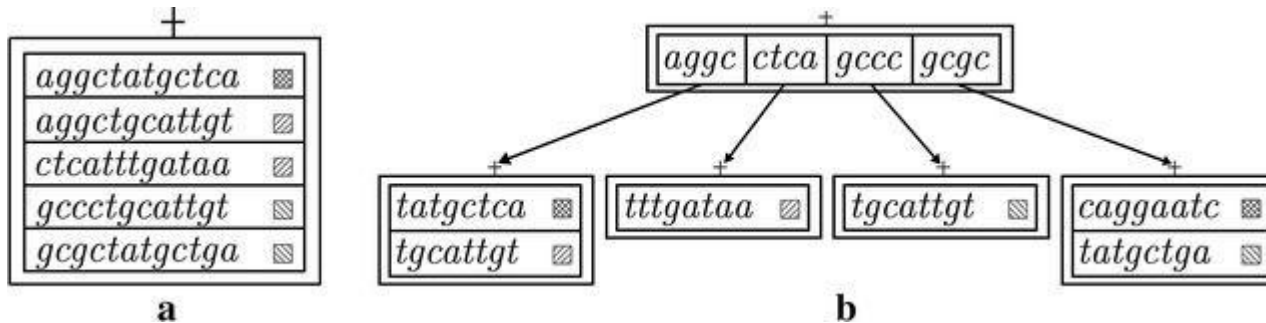 aggctatgctca
aggctgcattgt
ctcatttgataa
gccctgcattgt
gcgctatgctga
a
aggc ctca gccc gcgc
tatgctca tttgataa tgcattgt caggaatc
tgcattgt tatgctga
b